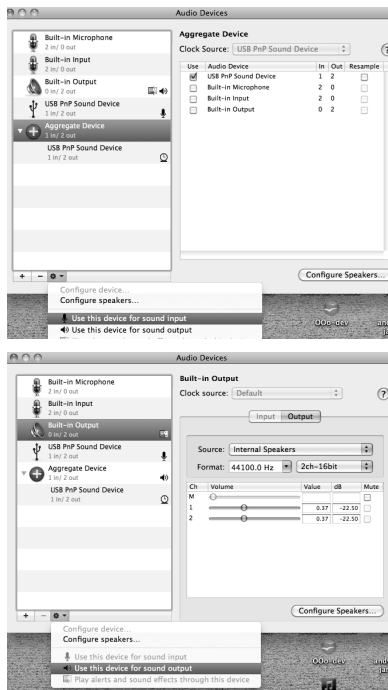 Audio Devices
Built-in Microphone
2 in/ 0 out
Built-in Input
2 in/ 0 out
Built-in Output
0 in/ 2 out
USB PnP Sound Device
1 in/ 2 out
Aggregate Device
1 in/ 2 out
USB PnP Sound Device
1 in/ 2 out
+ −
Aggregate Device
Clock Source: USB PnP Sound Device
?
Use Audio Device In Out Resample
USB PnP Sound Device 1 2
Built-in Microphone 2 0
Built-in Input 2 0
Built-in Output 0 2
Configure Speakers...
Configure device...
Configure speakers...
Use this device for sound input
Use this device for sound output
OOo-dev
Audio Devices
Built-in Microphone
2 in/ 0 out
Built-in Input
2 in/ 0 out
Built-in Output
0 in/ 2 out
USB PnP Sound Device
1 in/ 2 out
Aggregate Device
1 in/ 2 out
USB PnP Sound Device
1 in/ 2 out
+ −
Built-in Output
Clock source: Default
?
Input Output
Source: Internal Speakers
Format: 44100.0 Hz 2ch-16bit
Ch Volume Value dB Mute
M
1 0.37 -22.50
2 0.37 -22.50
Configure Speakers...
Configure device...
Configure speakers...
Use this device for sound input
Use this device for sound output
Play alerts and sound effects through this device
OOo-dev